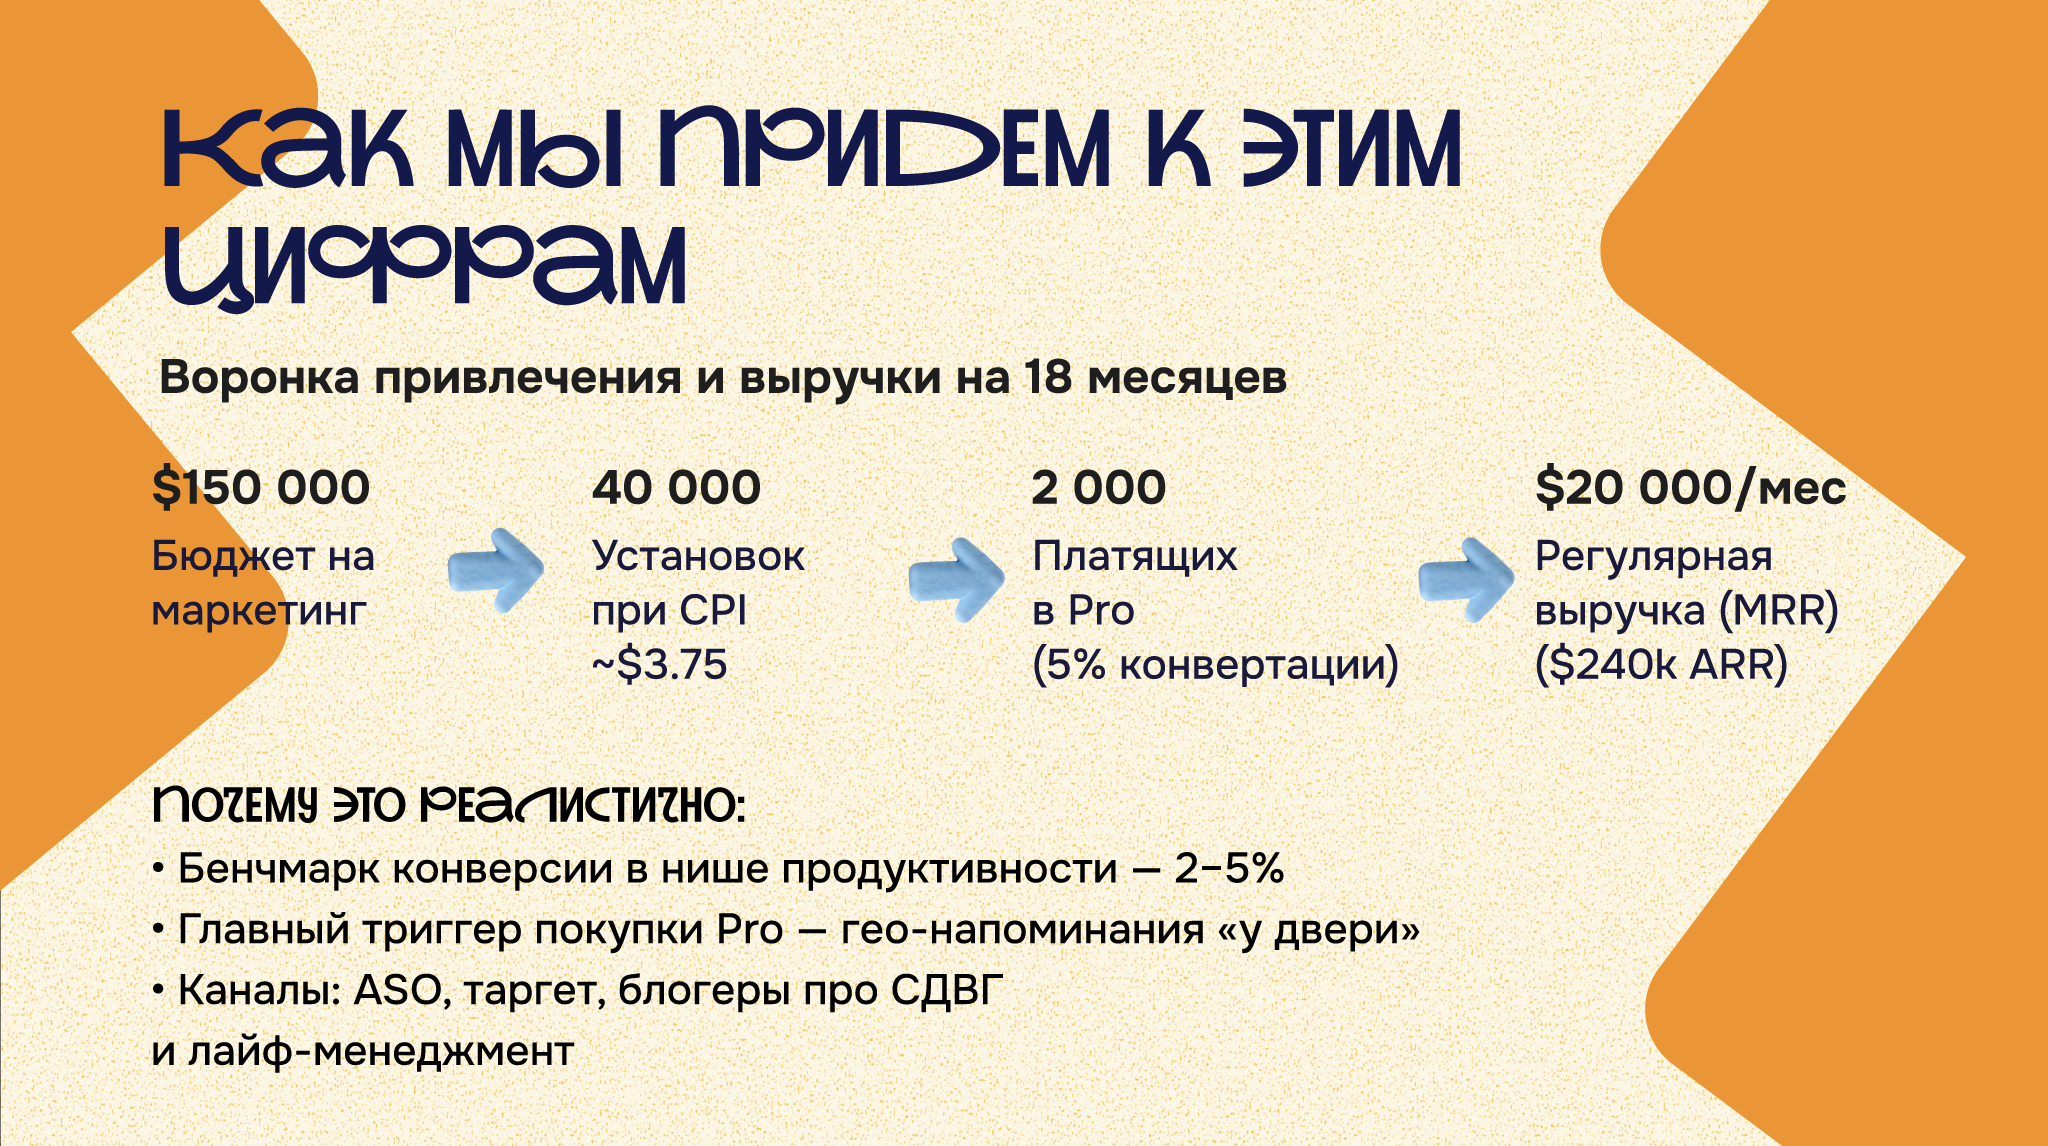 Как мы придем к этим
цифрам
Воронка привлечения и выручки на 18 месяцев
$150 000
Бюджет на
маркетинг
40 000
Установок
при CPI
~$3.75
2 000
Платящих
в Pro
(5% конвертации)
$20 000/мес
Регулярная
выручка (MRR)
($240k ARR)
Почему это реалистично:
• Бенчмарк конверсии в нише продуктивности — 2–5%
• Главный триггер покупки Pro — гео-напоминания «у двери»
• Каналы: ASO, таргет, блогеры про СДВГ
и лайф-менеджмент